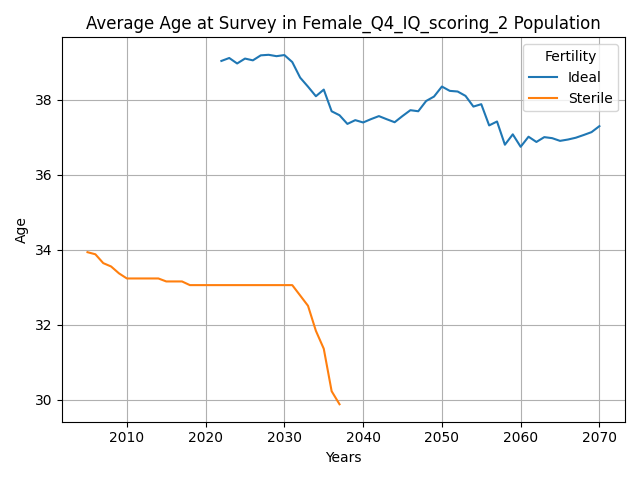 Average Age at Survey in Female_Q4_IQ_scoring_2 Population
Fertility
Ideal
Sterile
38
36
34
32
30
Age
2010 2020 2030 2040 2050 2060 2070
Years